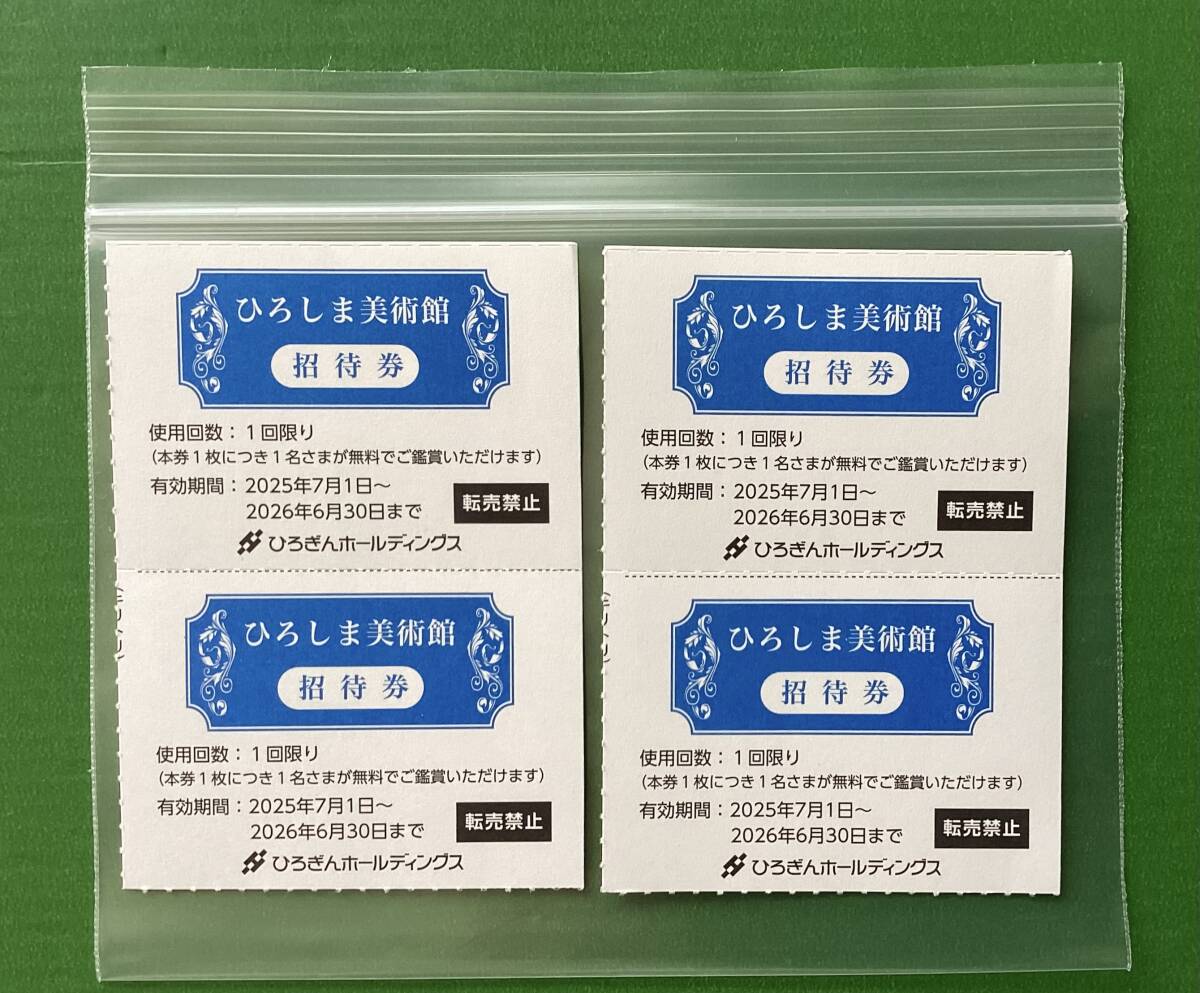 ひろしま美術館
招待券
使用回数：1回限り
（本券1枚につき1名さまが無料でご鑑賞いただけます）
有効期間：2025年7月1日～
2026年6月30日まで
転売禁止
ひろぎんホールディングス
ひろしま美術館
招待券
使用回数：1回限り
（本券1枚につき1名さまが無料でご鑑賞いただけます）
有効期間：2025年7月1日～
2026年6月30日まで
転売禁止
ひろぎんホールディングス
ひろしま美術館
招待券
使用回数：1回限り
（本券1枚につき1名さまが無料でご鑑賞いただけます）
有効期間：2025年7月1日～
2026年6月30日まで
転売禁止
ひろぎんホールディングス
ひろしま美術館
招待券
使用回数：1回限り
（本券1枚につき1名さまが無料でご鑑賞いただけます）
有効期間：2025年7月1日～
2026年6月30日まで
転売禁止
ひろぎんホールディングス